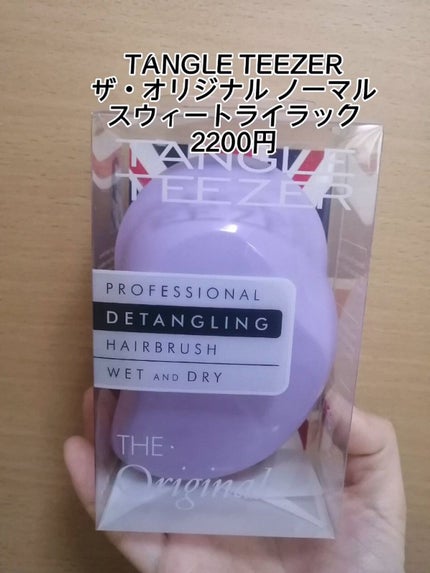 TANGLE TEEZER
ザ・オリジナル ノーマル
スウィートライラック
2200円
TANGLE
TEEZER
PROFESSIONAL
DETANGLING
HAIRBRUSH
WET AND DRY
THE
Original